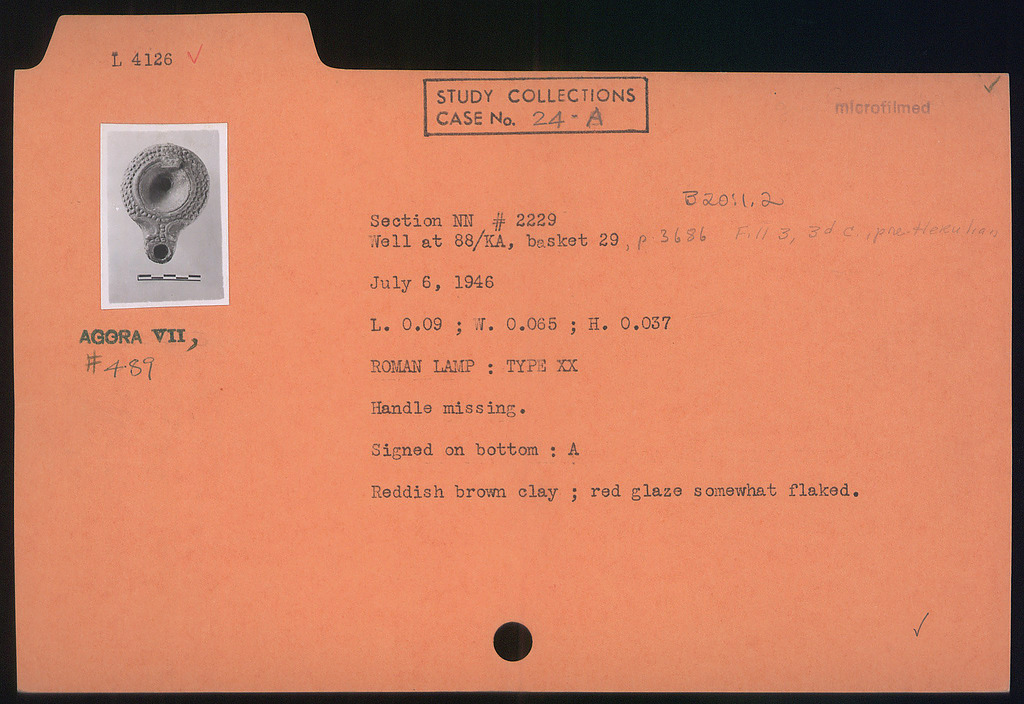 L 4126 ✓
STUDY COLLECTIONS
CASE No. 24-A
microfilmed
B 2011.2
Section NN # 2229
Well at 88/KA, basket 29, p 3686 Fill 3, 3d c.,
July 6, 1946
L. 0.09 ; W. 0.065 ; H. 0.037
AGORA VII,
#489
ROMAN LAMP : TYPE XX
Handle missing.
Signed on bottom : A
Reddish brown clay ; red glaze somewhat flaked.